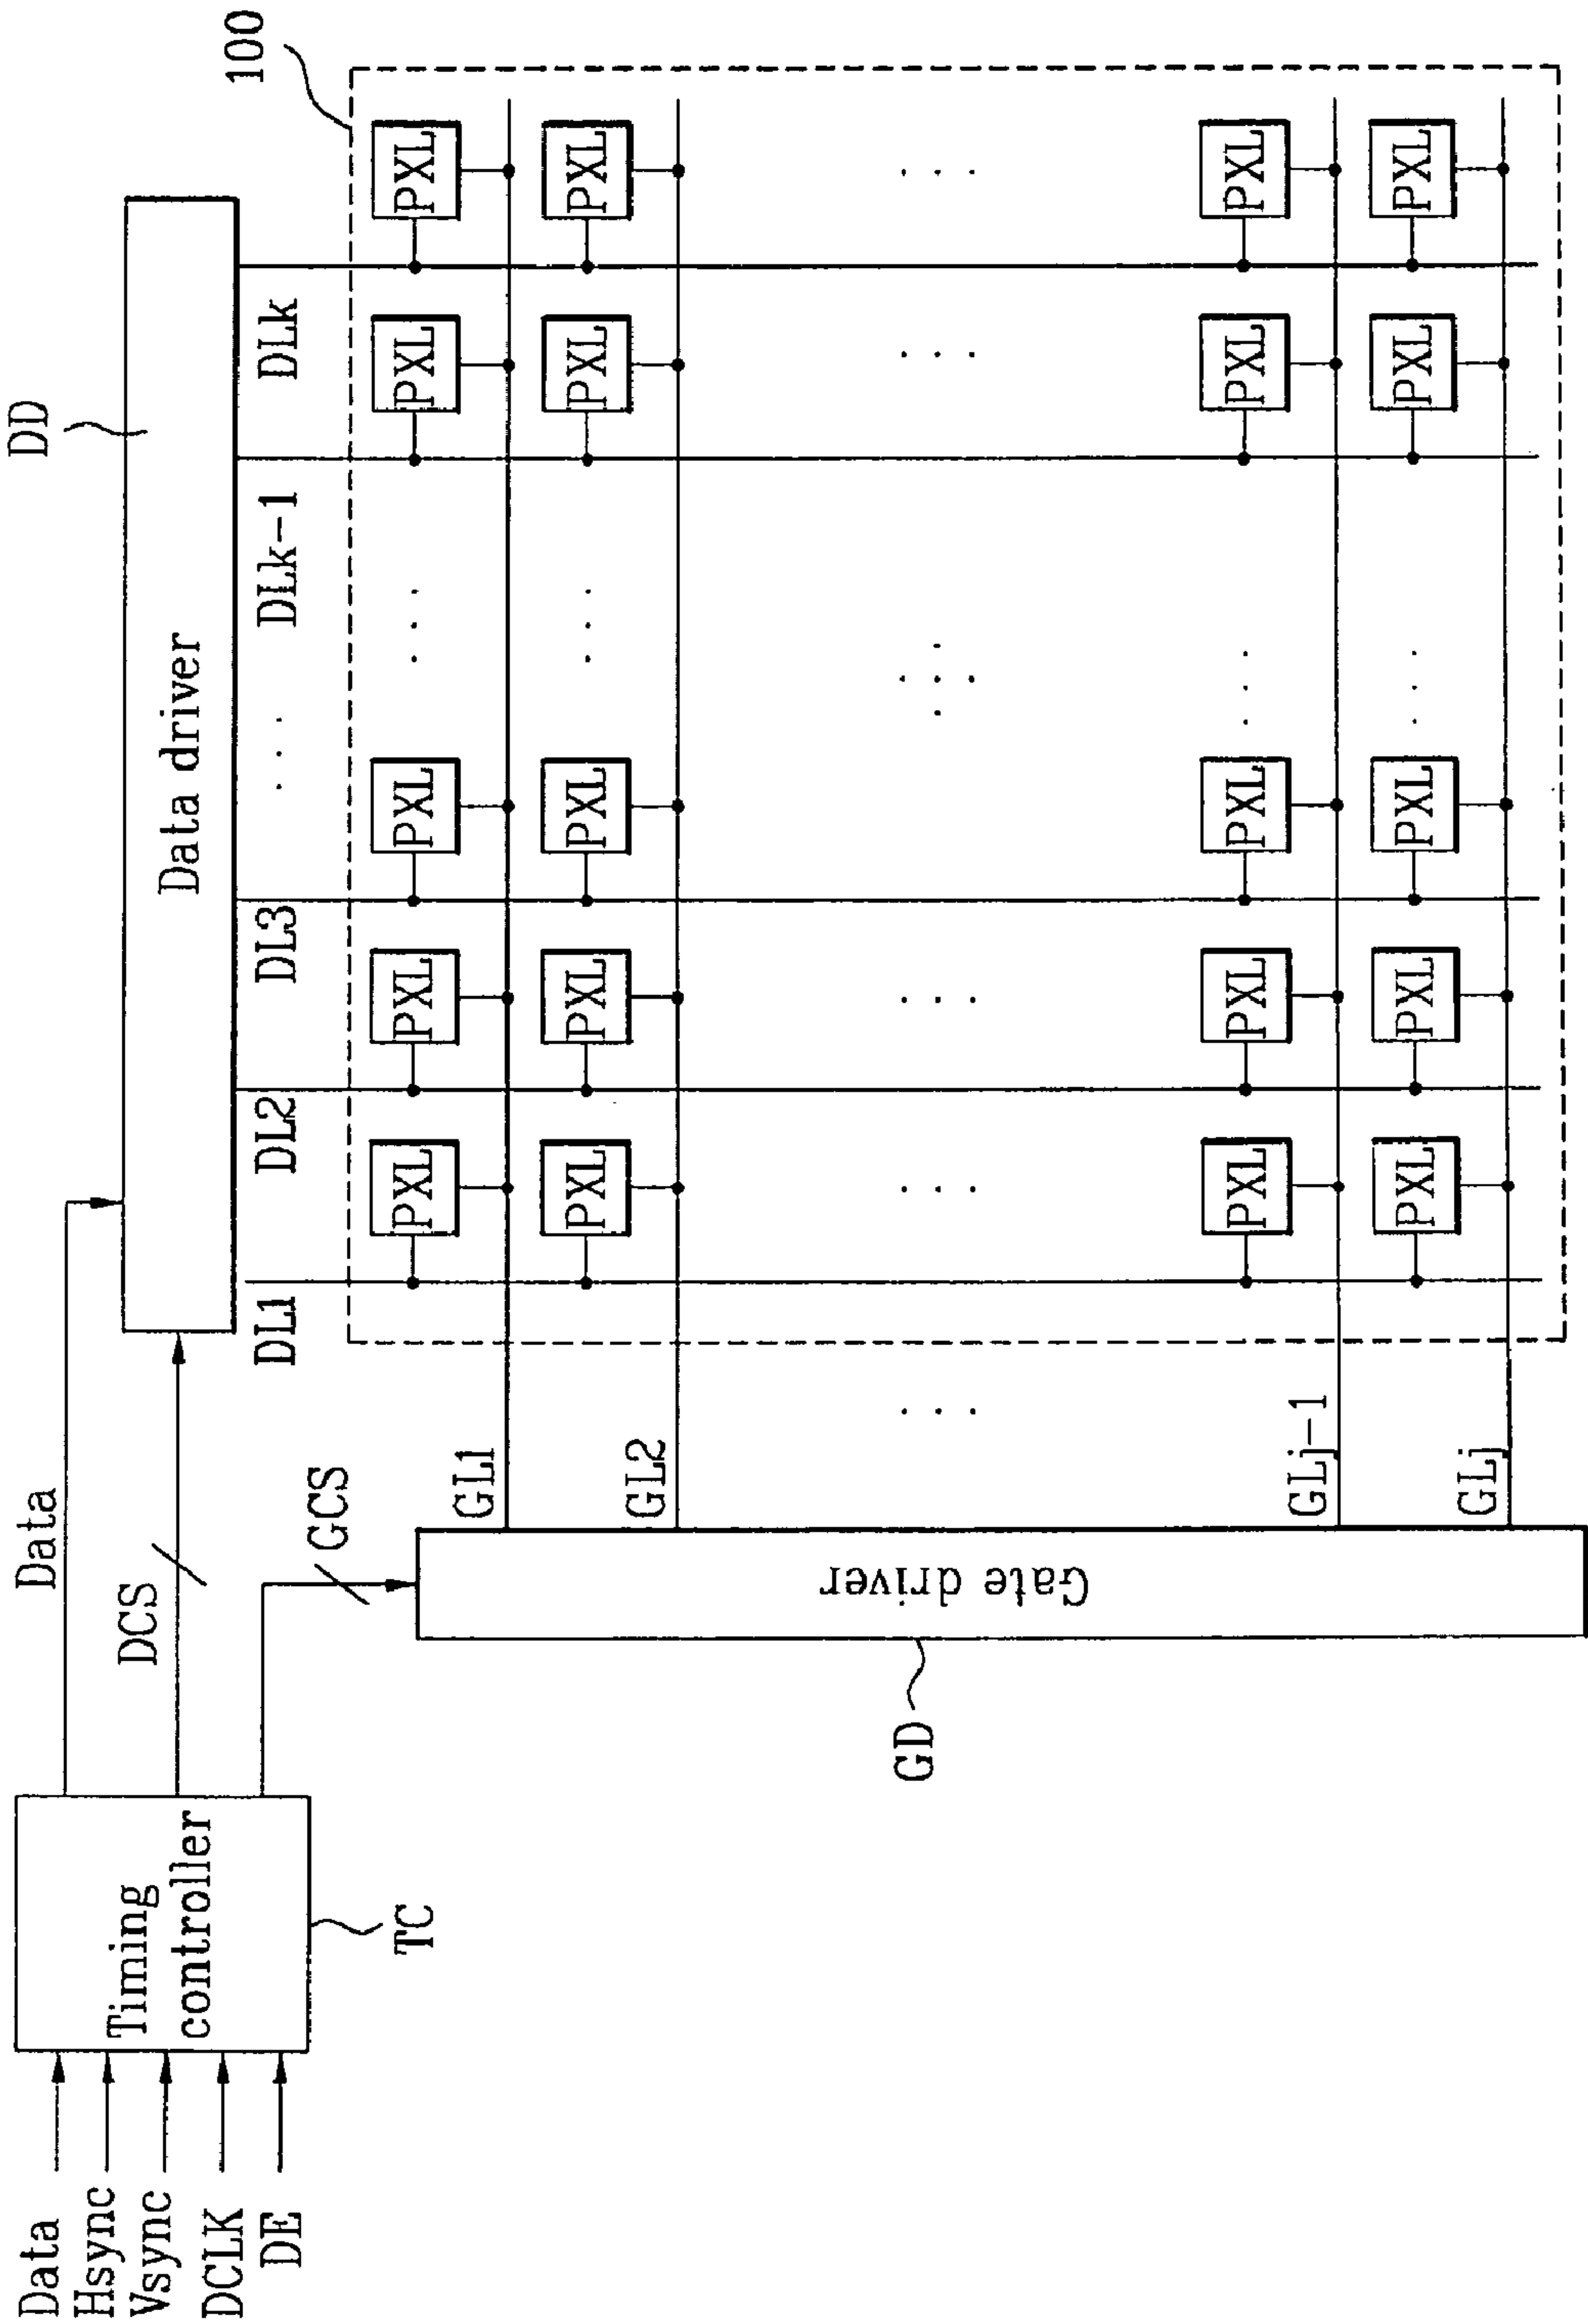 DD
100
Data
Data driver
DCS
Data
Hsync
Vsync
DCLK
DE
Timing
controller
TC
GCS
DL1
DL2
DL3
. . .
DLk-1
DLk
GL1
PXL
PXL
PXL
. . .
PXL
PXL
GL2
PXL
PXL
PXL
. . .
PXL
PXL
Gate driver
GD
GLj-1
PXL
PXL
PXL
. . .
PXL
PXL
GLj
PXL
PXL
PXL
. . .
PXL
PXL